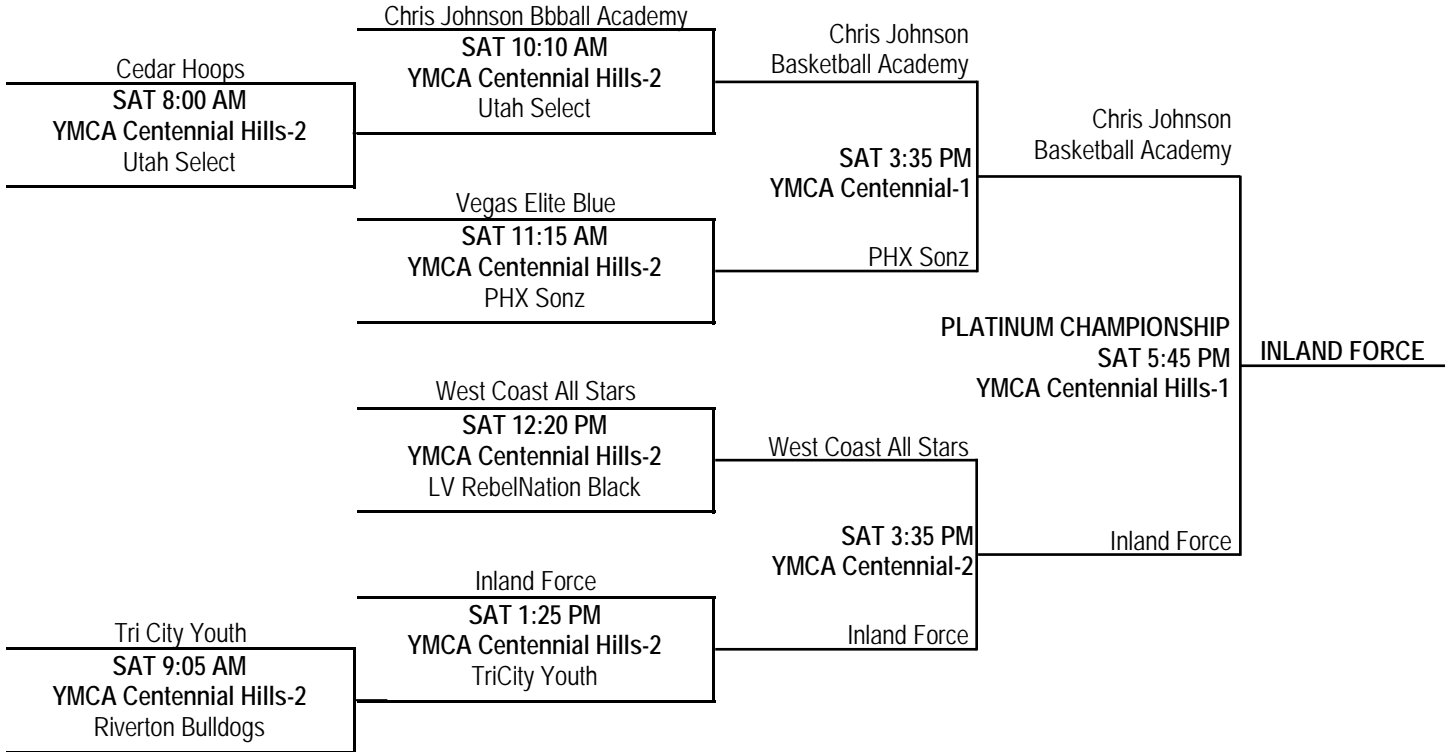 Cedar Hoops
SAT 8:00 AM
YMCA Centennial Hills-2
Utah Select
Tri City Youth
SAT 9:05 AM
YMCA Centennial Hills-2
Riverton Bulldogs
Chris Johnson Bbball Academy
SAT 10:10 AM
YMCA Centennial Hills-2
Utah Select
Vegas Elite Blue
SAT 11:15 AM
YMCA Centennial Hills-2
PHX Sonz
West Coast All Stars
SAT 12:20 PM
YMCA Centennial Hills-2
LV RebelNation Black
Inland Force
SAT 1:25 PM
YMCA Centennial Hills-2
TriCity Youth
Chris Johnson
Basketball Academy
SAT 3:35 PM
YMCA Centennial-1
PHX Sonz
West Coast All Stars
SAT 3:35 PM
YMCA Centennial-2
Inland Force
Chris Johnson
Basketball Academy
PLATINUM CHAMPIONSHIP
SAT 5:45 PM
YMCA Centennial Hills-1
Inland Force
INLAND FORCE